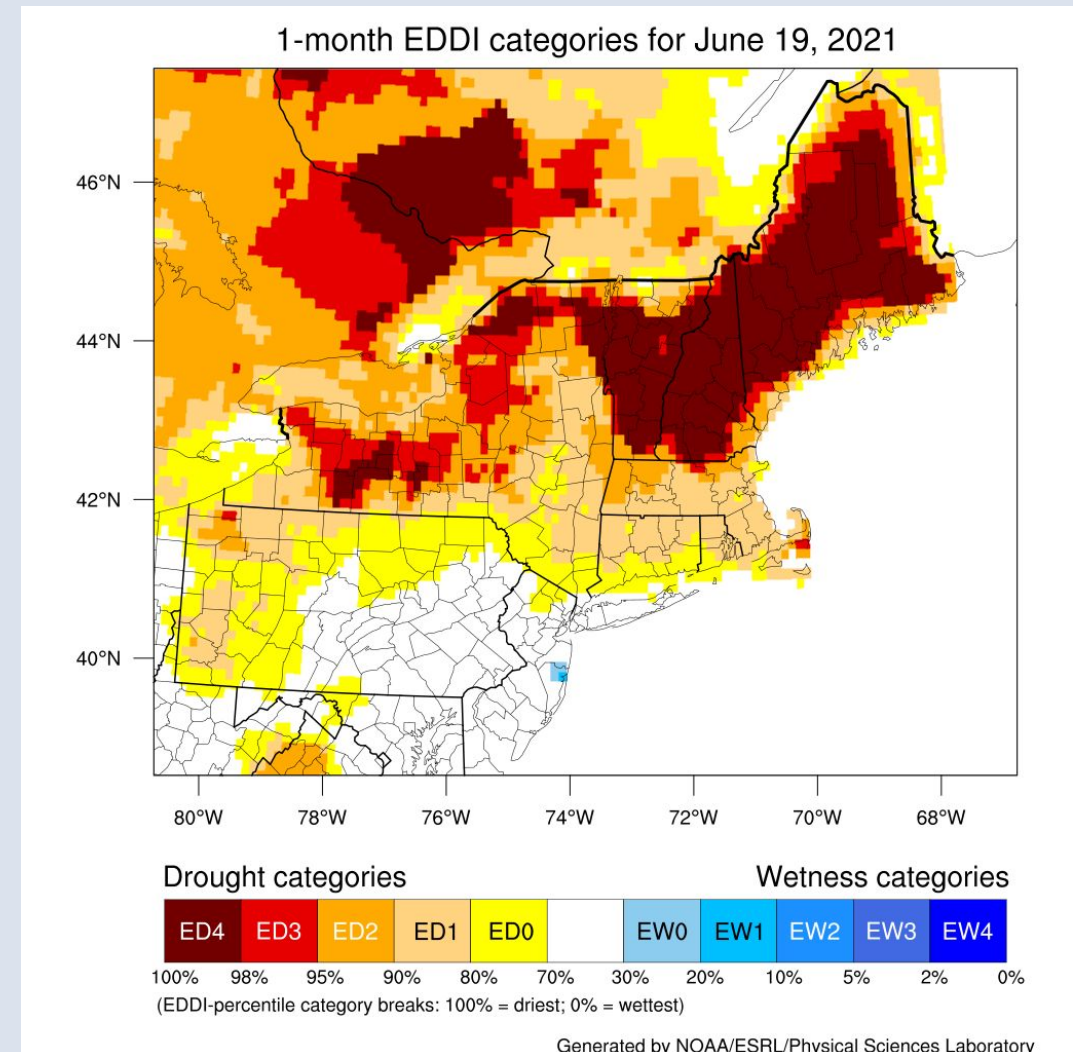 1-month EDDI categories for June 19, 2021
46°N
44°N
42°N
40°N
80°W 78°W 76°W 74°W 72°W 70°W 68°W
Drought categories Wetness categories
ED4 ED3 ED2 ED1 ED0 EW0 EW1 EW2 EW3 EW4
100% 98% 95% 90% 80% 70% 30% 20% 10% 5% 2% 0%
(EDDI-percentile category breaks: 100% = driest; 0% = wettest)
Generated by NOAA/ESRL/Physical Sciences Laboratory